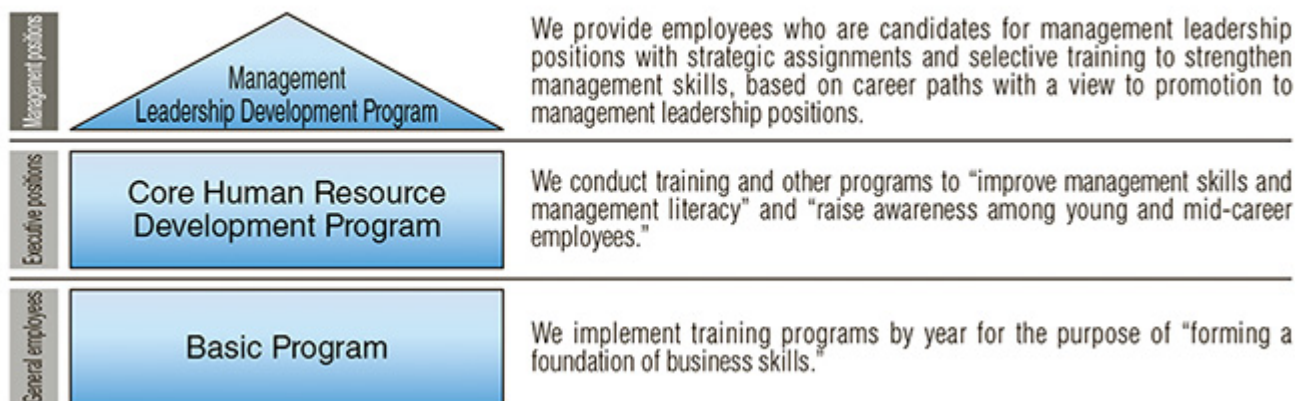 Management positions
Management
Leadership Development Program
We provide employees who are candidates for management leadership
positions with strategic assignments and selective training to strengthen
management skills, based on career paths with a view to promotion to
management leadership positions.
Executive positions
Core Human Resource
Development Program
We conduct training and other programs to “improve management skills and
management literacy” and “raise awareness among young and mid-career
employees.”
General employees
Basic Program
We implement training programs by year for the purpose of “forming a
foundation of business skills.”